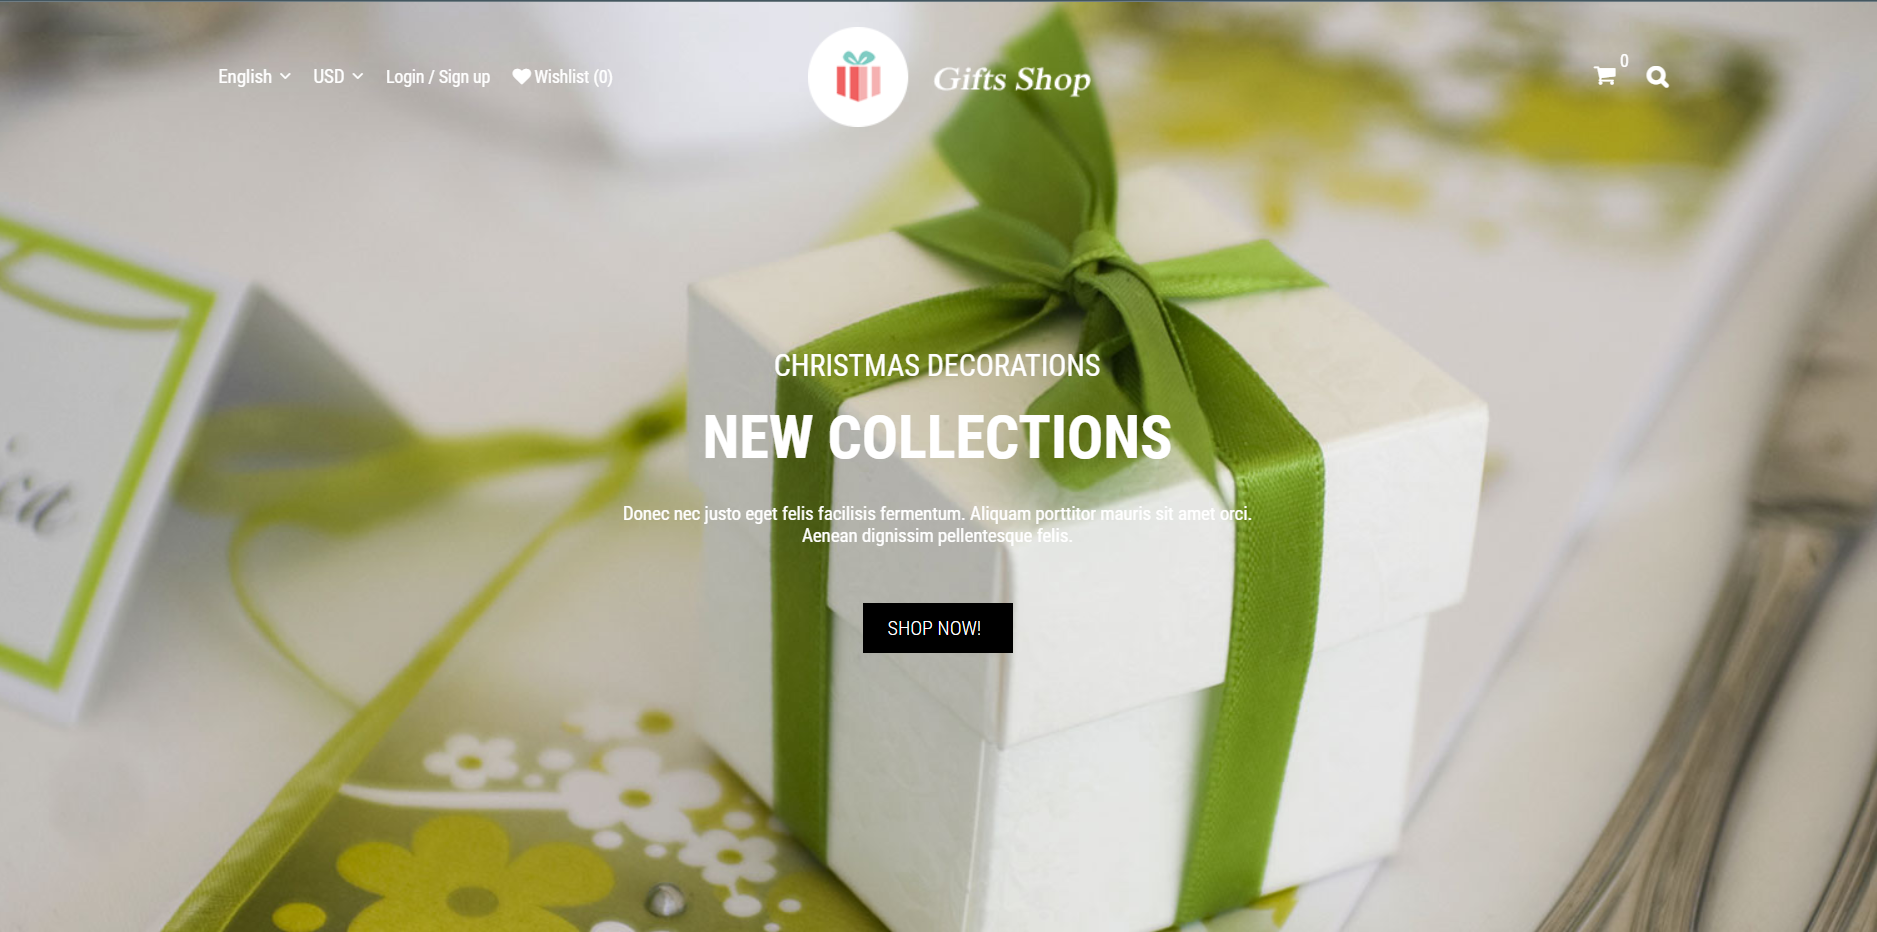 English
USD
Login / Sign up
Wishlist (0)
Gifts Shop
0
CHRISTMAS DECORATIONS
NEW COLLECTIONS
Donec nec justo eget felis facilisis fermentum. Aliquam porttitor mauris sit amet orci.
Aenean dignissim pellentesque felis.
SHOP NOW!